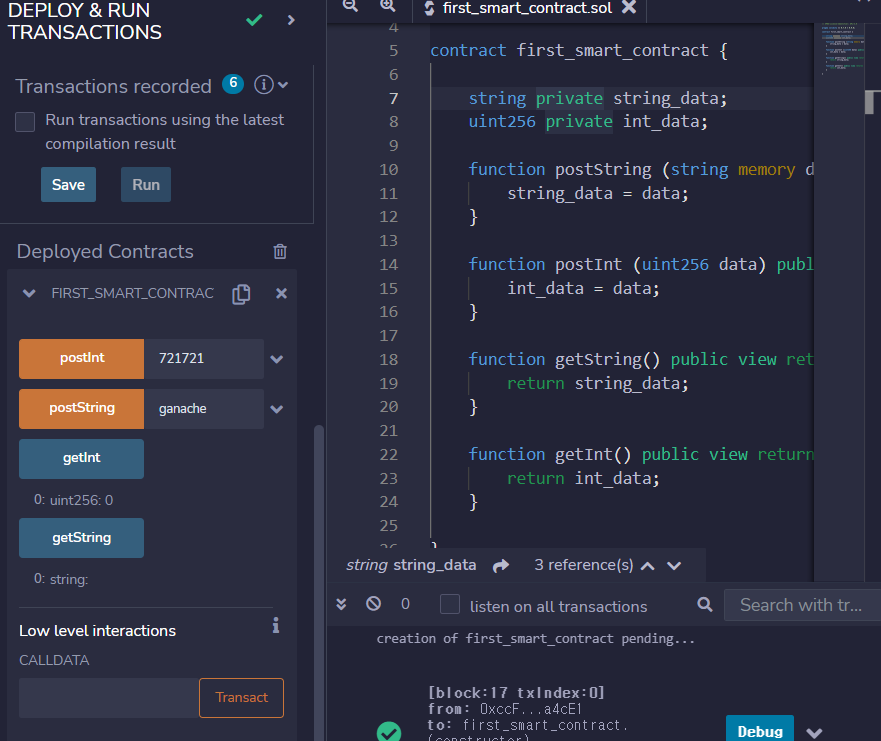 DEPLOY & RUN
TRANSACTIONS
Transactions recorded 6 i
Run transactions using the latest
compilation result
Save Run
Deployed Contracts
FIRST_SMART_CONTRAC
postInt 721721
postString ganache
getInt
0: uint256: 0
getString
0: string:
Low level interactions i
CALLDATA
Transact
first_smart_contract.sol
4
5 contract first_smart_contract {
6
7 string private string_data;
8 uint256 private int_data;
9
10 function postString (string memory d
11 string_data = data;
12 }
13
14 function postInt (uint256 data) publ
15 int_data = data;
16 }
17
18 function getString() public view ret
19 return string_data;
20 }
21
22 function getInt() public view return
23 return int_data;
24 }
25
26 }
string string_data 3 reference(s)
0 listen on all transactions Search with tr...
creation of first_smart_contract pending...
[block:17 txIndex:0]
from: 0xccF...a4cE1
to: first_smart_contract.
(constructor)
Debug